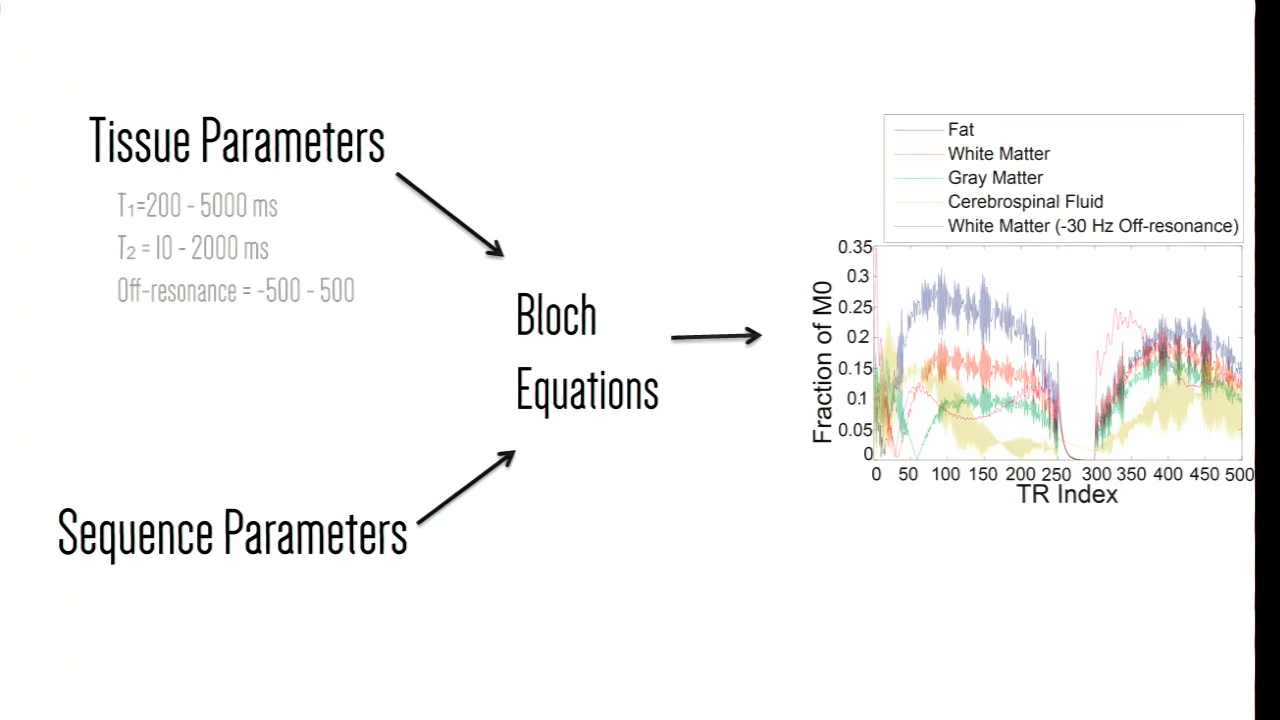 Tissue Parameters
T₁=200 - 5000 ms
T₂ = 10 - 2000 ms
Off-resonance = -500 - 500
Bloch
Equations
Sequence Parameters
Fat
White Matter
Gray Matter
Cerebrospinal Fluid
White Matter (-30 Hz Off-resonance)
Fraction of M0
0.35
0.3
0.25
0.2
0.15
0.1
0.05
0
0 50 100 150 200 250 300 350 400 450 500
TR Index